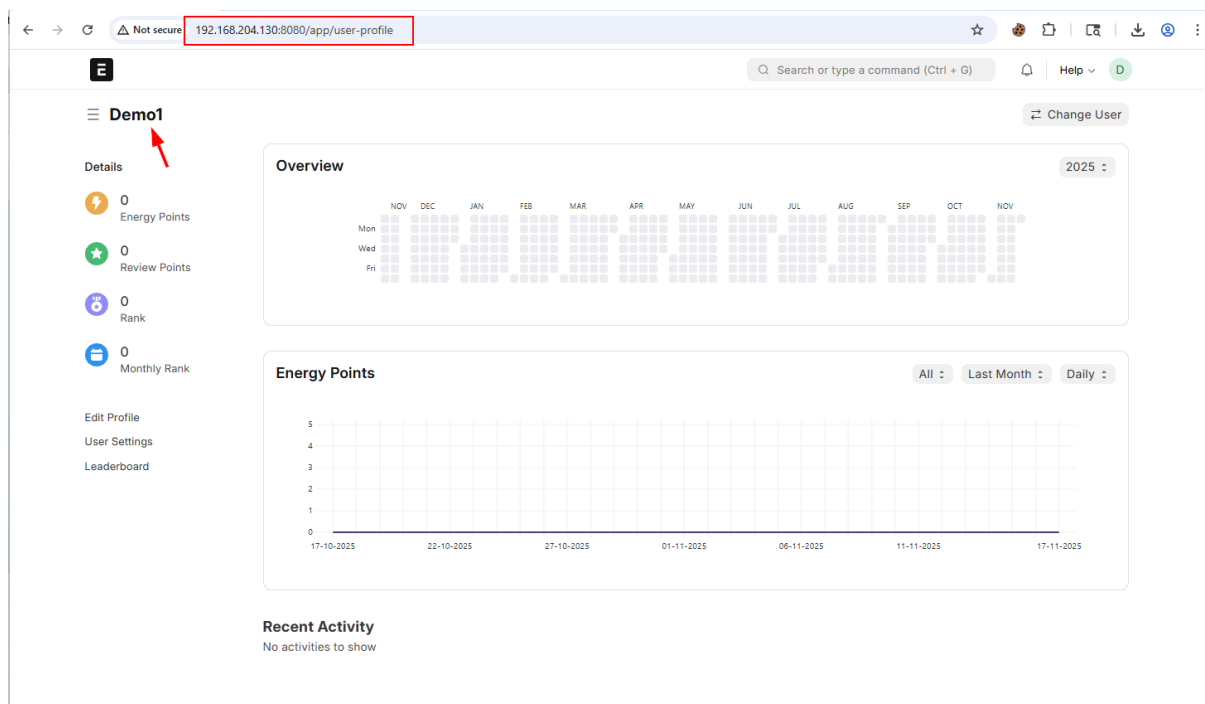 Not secure 192.168.204.130:8080/app/user-profile
E Search or type a command (Ctrl + G) Help D
Demo1 Change User
Details
0
Energy Points
0
Review Points
0
Rank
0
Monthly Rank
Edit Profile
User Settings
Leaderboard
Overview 2025
NOV DEC JAN FEB MAR APR MAY JUN JUL AUG SEP OCT NOV
Mon
Wed
Fri
Energy Points All Last Month Daily
5
4
3
2
1
0
17-10-2025 22-10-2025 27-10-2025 01-11-2025 06-11-2025 11-11-2025 17-11-2025
Recent Activity
No activities to show